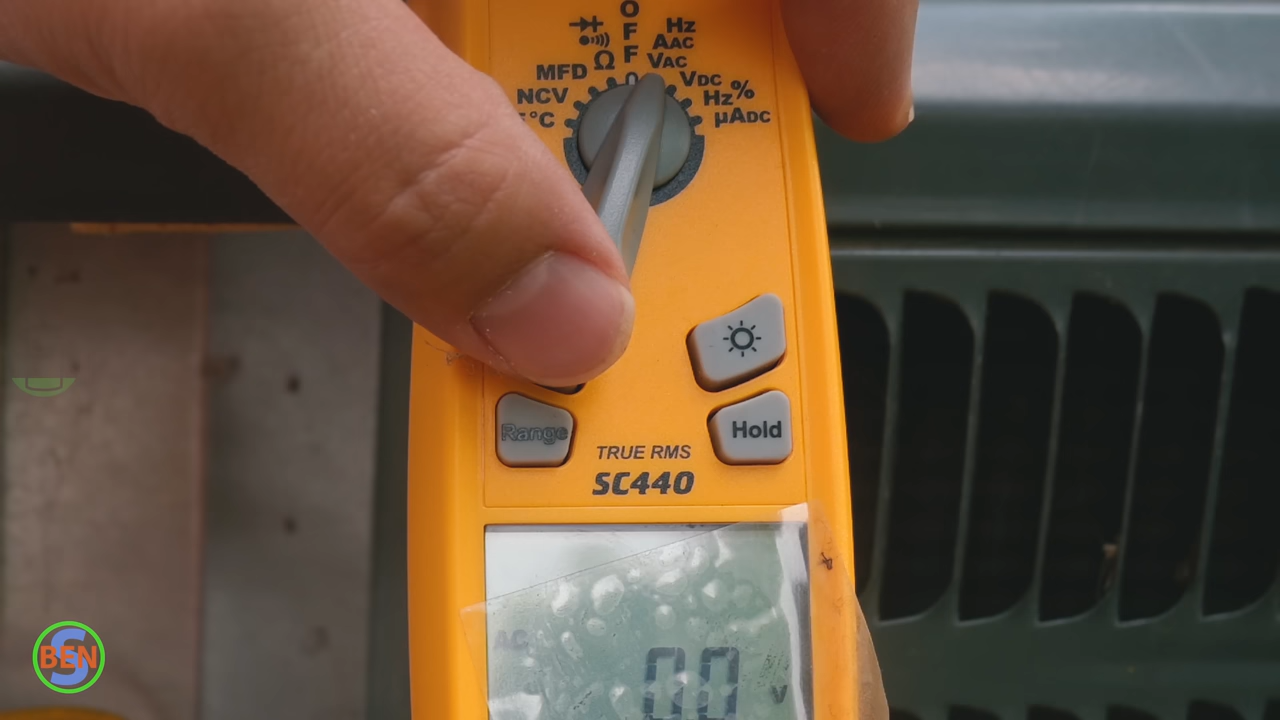 O
F
F
Hz
AAC
Ω
VAC
MFD
VDC
NCV
Hz%
°C
µADC
Range
Hold
TRUE RMS
SC440
AC
0.0
V
BEN
S